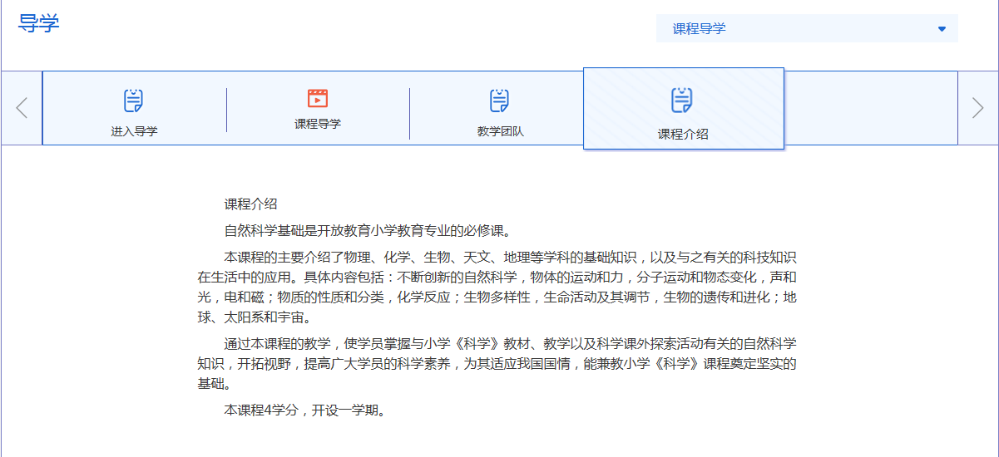 导学
课程导学
进入导学
课程导学
教学团队
课程介绍
课程介绍
自然科学基础是开放教育小学教育专业的必修课。
本课程的主要介绍了物理、化学、生物、天文、地理等学科的基础知识，以及与之有关的科技知识
在生活中的应用。具体内容包括：不断创新的自然科学，物体的运动和力，分子运动和物态变化，声和
光，电和磁；物质的性质和分类，化学反应；生物多样性，生命活动及其调节，生物的遗传和进化；地
球、太阳系和宇宙。
通过本课程的教学，使学员掌握与小学《科学》教材、教学以及科学课外探索活动有关的自然科学
知识，开拓视野，提高广大学员的科学素养，为其适应我国国情，能兼教小学《科学》课程奠定坚实的
基础。
本课程4学分，开设一学期。